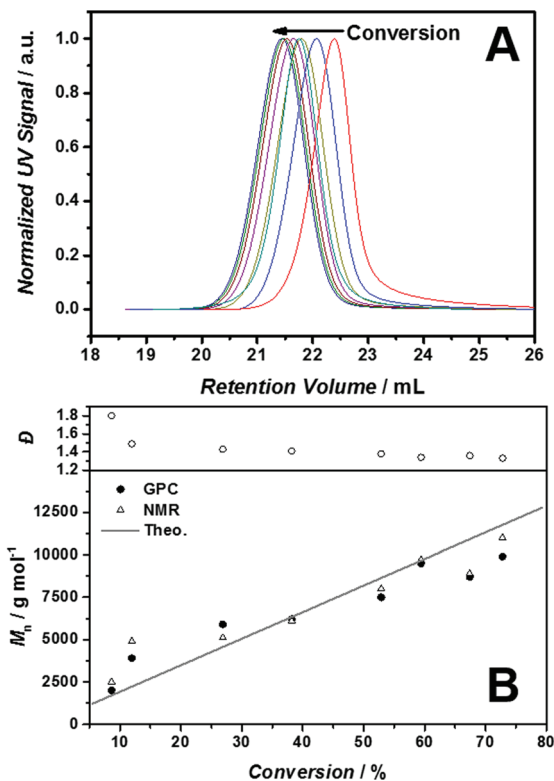 Conversion
A
1.0
0.8
0.6
0.4
0.2
0.0
Normalized UV Signal / a.u.
18 19 20 21 22 23 24 25 26
Retention Volume / mL
1.8
1.6
1.4
1.2
Đ
GPC
NMR
Theo.
12500
10000
7500
5000
2500
0
Mn / g mol-1
B
10 20 30 40 50 60 70 80
Conversion / %